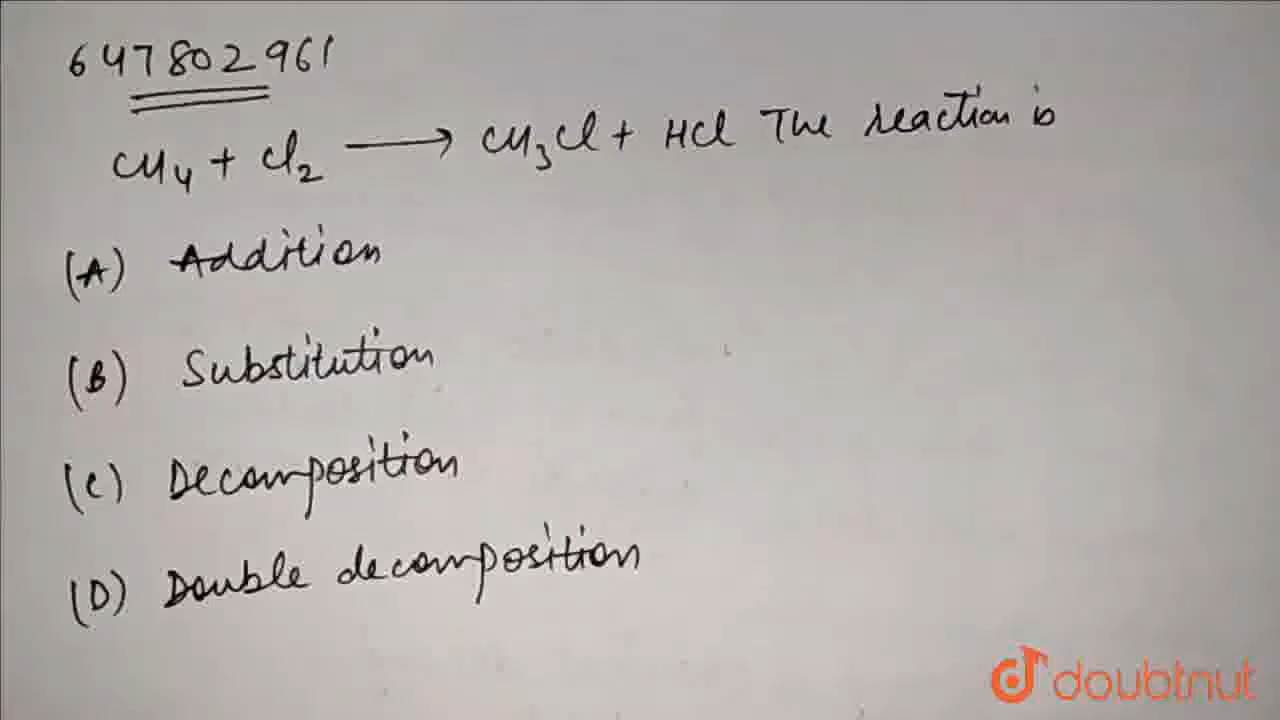 647802961
CH4 + Cl2 ⟶ CH3Cl + HCl The reaction is
(A) Addition
(B) Substitution
(C) Decomposition
(D) Double decomposition
doubtnut